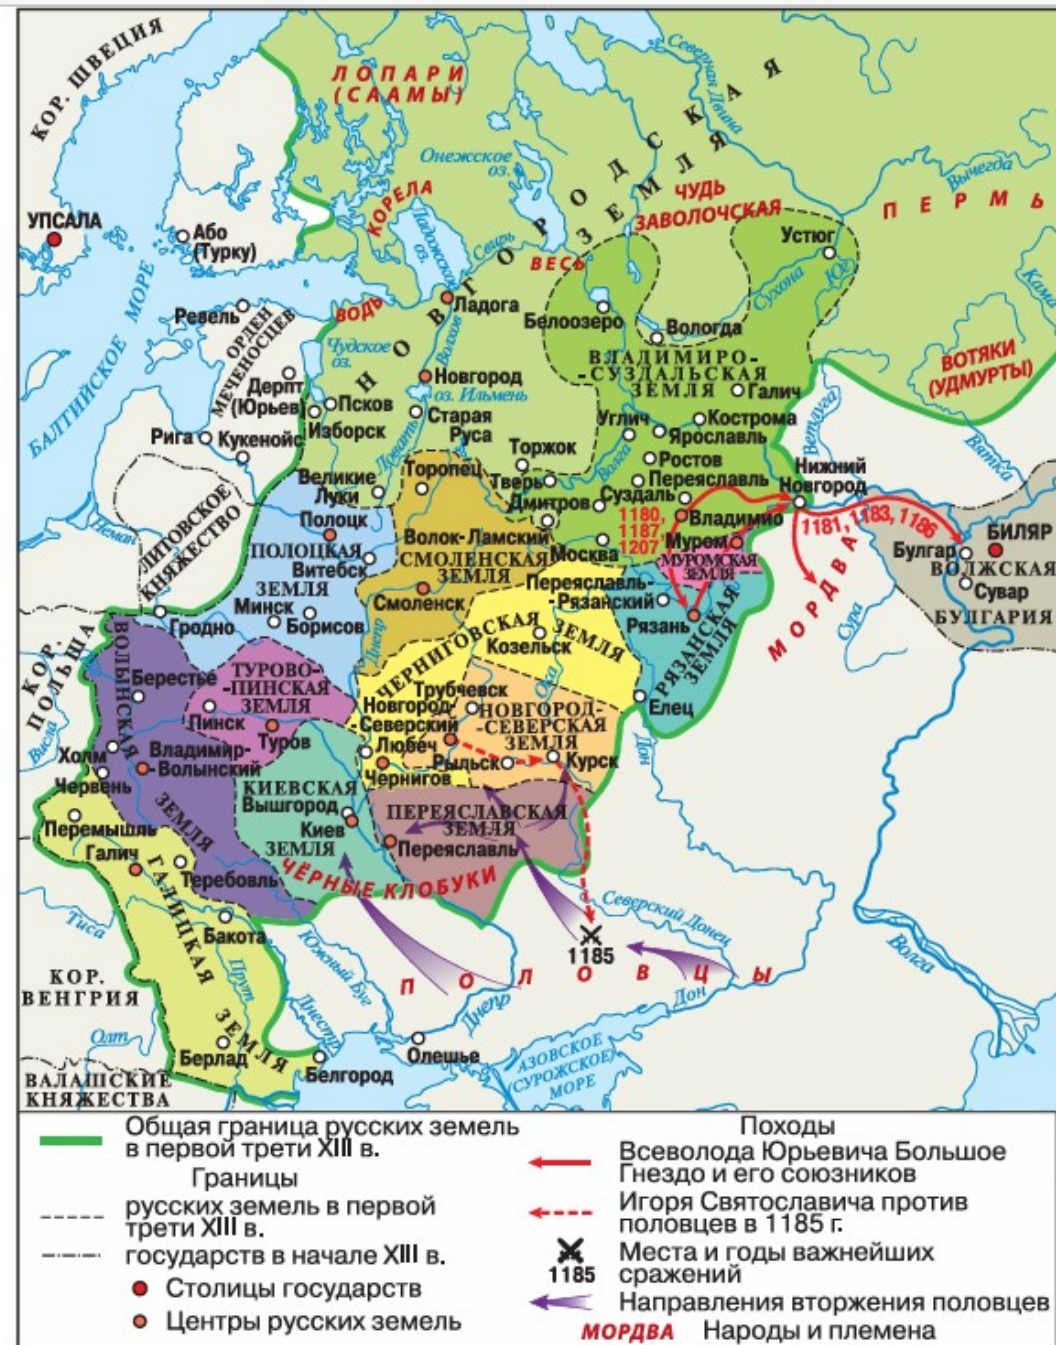 КОР. ШВЕЦИЯ
ЛОПАРИ
(СААМЫ)
Северная Двина
Онежское
оз.
НОВГОРОДСКАЯ
ЗЕМЛЯ
ЧУДЬ
ЗАВОЛОЧСКАЯ
Вычегда
ПЕРМЬ
КОРЕЛА
УПСАЛА
Або
(Турку)
Ладожское
оз.
Свирь
ВЕСЬ
Устюг
Юг
Сухона
Кама
БАЛТИЙСКОЕ МОРЕ
Ревель
ОРДЕН
МЕЧЕНОСЦЕВ
ВОДЬ
Ладога
Волхов
Белоозеро
Вологда
Чудское
оз.
ВЛАДИМИРО-
-СУЗДАЛЬСКАЯ
ЗЕМЛЯ
ВОТЯКИ
(УДМУРТЫ)
Дерпт
(Юрьев)
Псков
Изборск
Новгород
оз. Ильмень
Галич
Старая
Руса
Углич
Кострома
Ярославль
Ветлуга
Вятка
Рига
Кукенойс
Ловать
Торжок
Волга
Ростов
Великие
Луки
Торопец
Тверь
Переяславль
Нижний
Новгород
Дмитров
Суздаль
ЛИТОВСКОЕ
КНЯЖЕСТВО
Неман
Полоцк
ПОЛОЦКАЯ
ЗЕМЛЯ
Витебск
Волок-Ламский
СМОЛЕНСКАЯ
ЗЕМЛЯ
1180,
1187,
1207
Владимио
1181, 1183, 1186
БИЛЯР
Москва
Муром
МУРОМСКАЯ
ЗЕМЛЯ
Булгар
ВОЛЖСКАЯ
БУЛГАРИЯ
Сувар
МОРДВА
Сура
Переяславль-
-Рязанский
Рязань
РЯЗАНСКАЯ
ЗЕМЛЯ
Минск
Борисов
Смоленск
Гродно
Днепр
КОР.
ПОЛЬША
ВОЛЫНСКАЯ
ЗЕМЛЯ
ЧЕРНИГОВСКАЯ
ЗЕМЛЯ
Козельск
Ока
Берестье
ТУРОВО-
-ПИНСКАЯ
ЗЕМЛЯ
Пинск
Туров
Трубчевск
Новгород-
-Северский
НОВГОРОД-
-СЕВЕРСКАЯ
ЗЕМЛЯ
Елец
Дон
Висла
Холм
Владимир-
-Волынский
Червень
Любеч
Чернигов
Рыльск
Курск
КИЕВСКАЯ
ЗЕМЛЯ
Вышгород
Киев
ПЕРЕЯСЛАВСКАЯ
ЗЕМЛЯ
Переяславль
Перемышль
Галич
ГАЛИЦКАЯ
ЗЕМЛЯ
Теребовль
ЧЁРНЫЕ КЛОБУКИ
Северский Донец
1185
Тиса
Бакота
Южный Буг
ПОЛОВЦЫ
Волга
КОР.
ВЕНГРИЯ
Прут
Днестр
Днепр
Дон
Олт
Берлад
Белгород
Олешье
АЗОВСКОЕ
(СУРОЖСКОЕ)
МОРЕ
ВАЛАШСКИЕ
КНЯЖЕСТВА
Общая граница русских земель
в первой трети XIII в.
Границы
русских земель в первой
трети XIII в.
государств в начале XIII в.
Столицы государств
Центры русских земель
Походы
Всеволода Юрьевича Большое
Гнездо и его союзников
Игоря Святославича против
половцев в 1185 г.
1185
Места и годы важнейших
сражений
Направления вторжения половцев
МОРДВА Народы и племена